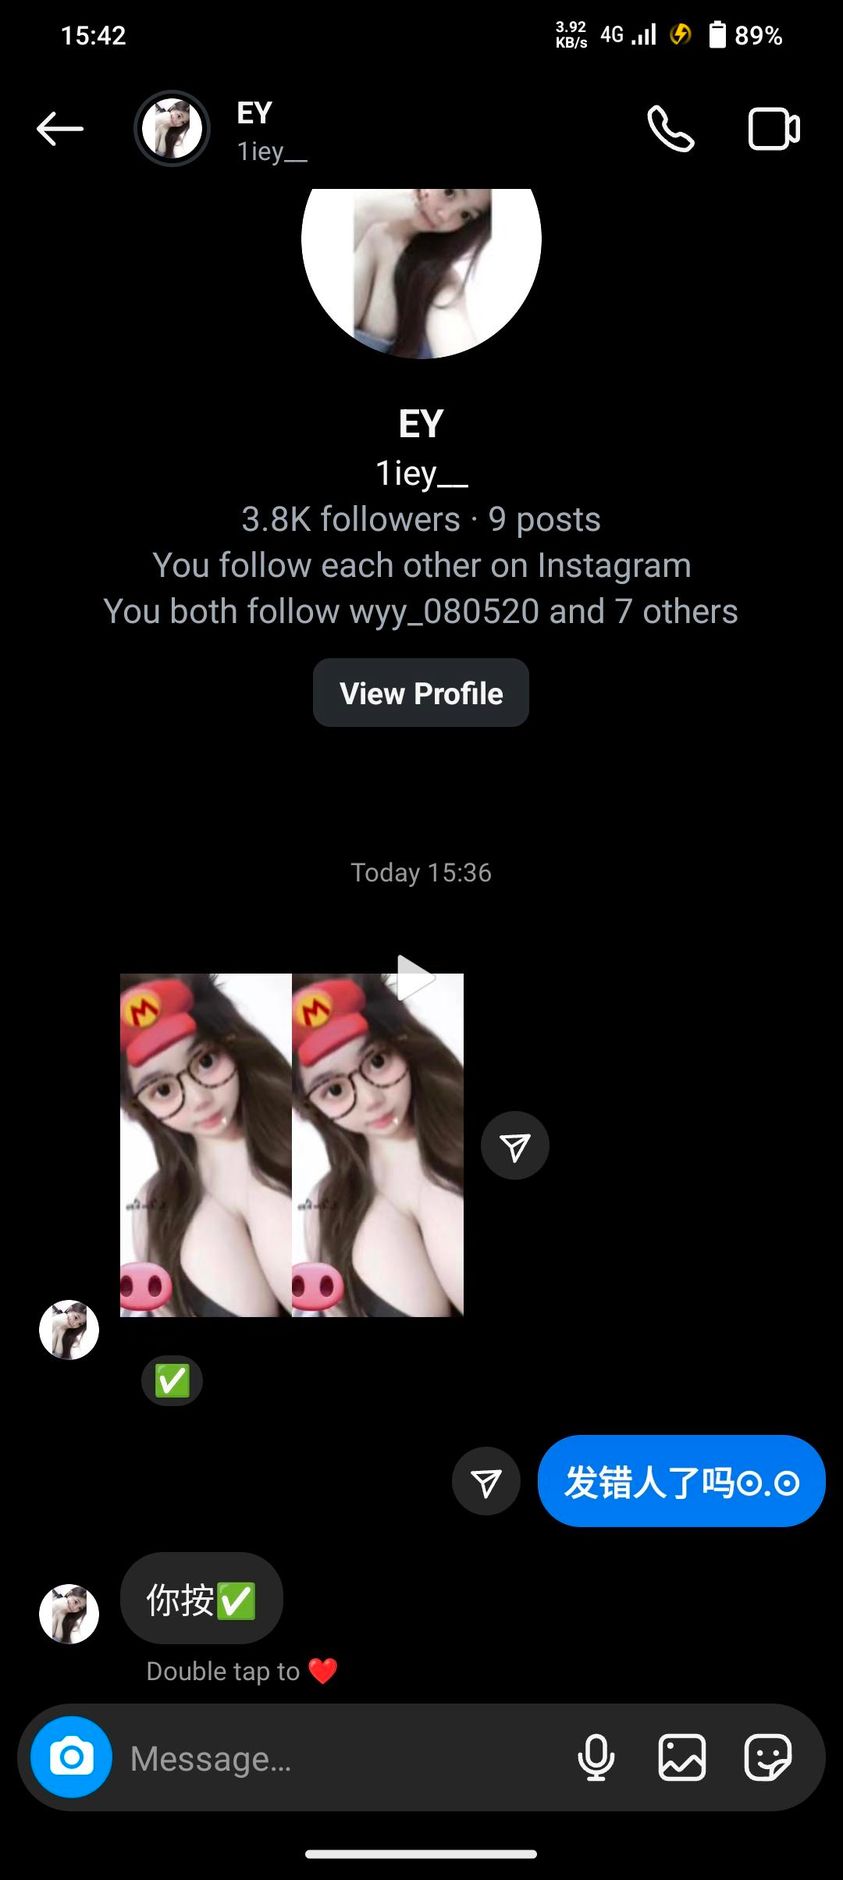 15:42
3.92 KB/s 4G 89%
EY
1iey__
EY
1iey__
3.8K followers · 9 posts
You follow each other on Instagram
You both follow wyy_080520 and 7 others
View Profile
Today 15:36
M M
✅
发错人了吗⊙.⊙
你按✅
Double tap to ❤️
Message...